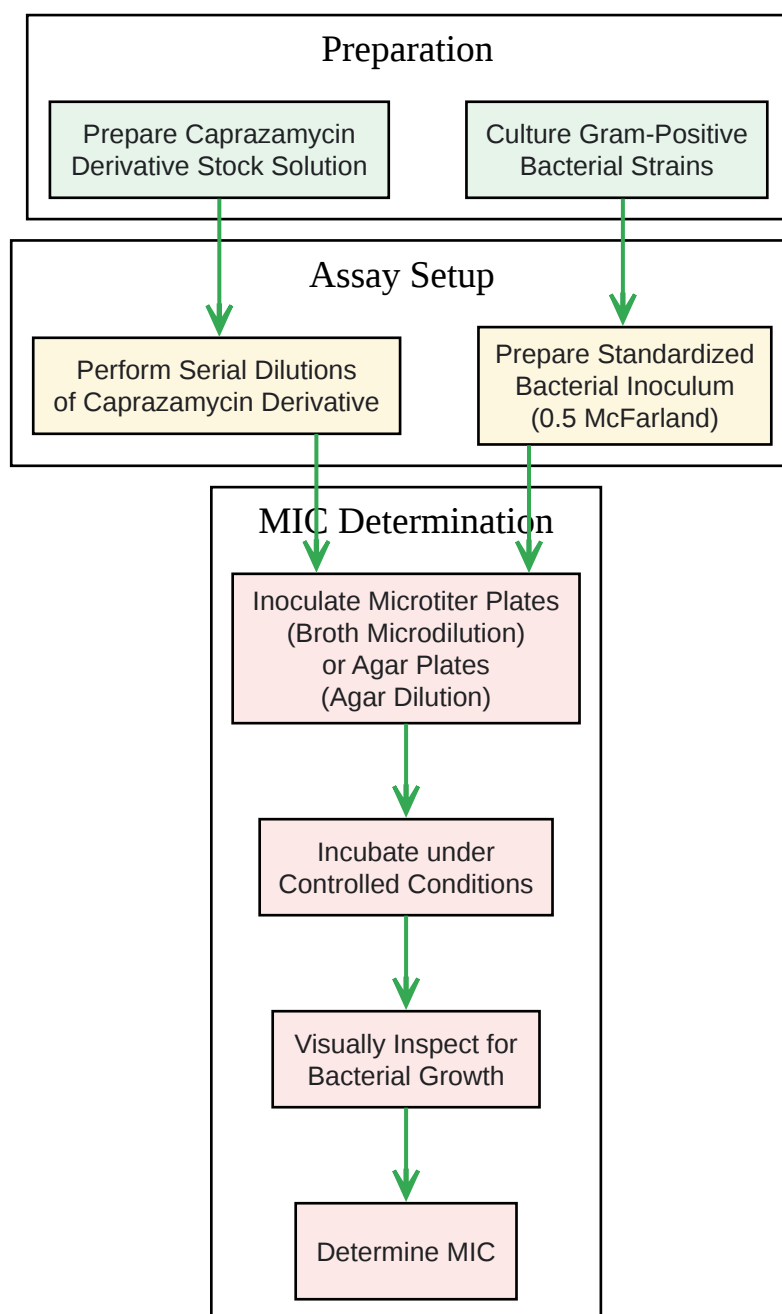 Preparation
Prepare Caprazamycin
Derivative Stock Solution
Culture Gram-Positive
Bacterial Strains
Assay Setup
Perform Serial Dilutions
of Caprazamycin Derivative
Prepare Standardized
Bacterial Inoculum
(0.5 McFarland)
MIC Determination
Inoculate Microtiter Plates
(Broth Microdilution)
or Agar Plates
(Agar Dilution)
Incubate under
Controlled Conditions
Visually Inspect for
Bacterial Growth
Determine MIC